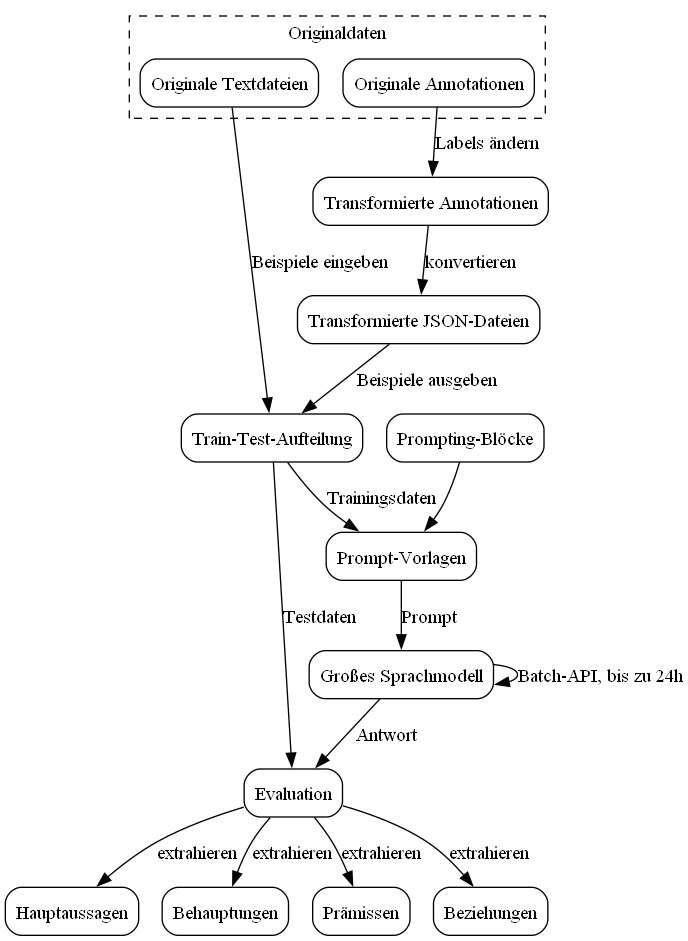 Originaldaten
Originale Textdateien
Originale Annotationen
Labels ändern
Transformierte Annotationen
Beispiele eingeben
konvertieren
Transformierte JSON-Dateien
Beispiele ausgeben
Train-Test-Aufteilung
Prompting-Blöcke
Trainingsdaten
Prompt-Vorlagen
Testdaten
Prompt
Großes Sprachmodell
Batch-API, bis zu 24h
Antwort
Evaluation
extrahieren
extrahieren
extrahieren
extrahieren
Hauptaussagen
Behauptungen
Prämissen
Beziehungen